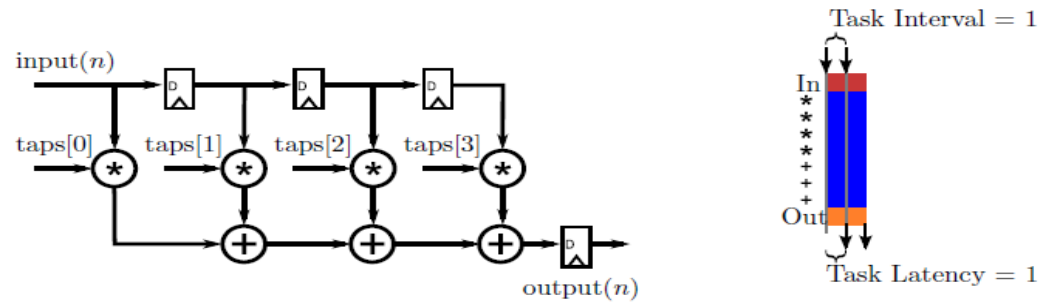 Task Interval = 1
input(n)
D
D
D
In
taps[0]
taps[1]
taps[2]
taps[3]
*
*
*
*
*
*
*
*
+
+
+
+
+
+
Out
D
output(n)
Task Latency = 1